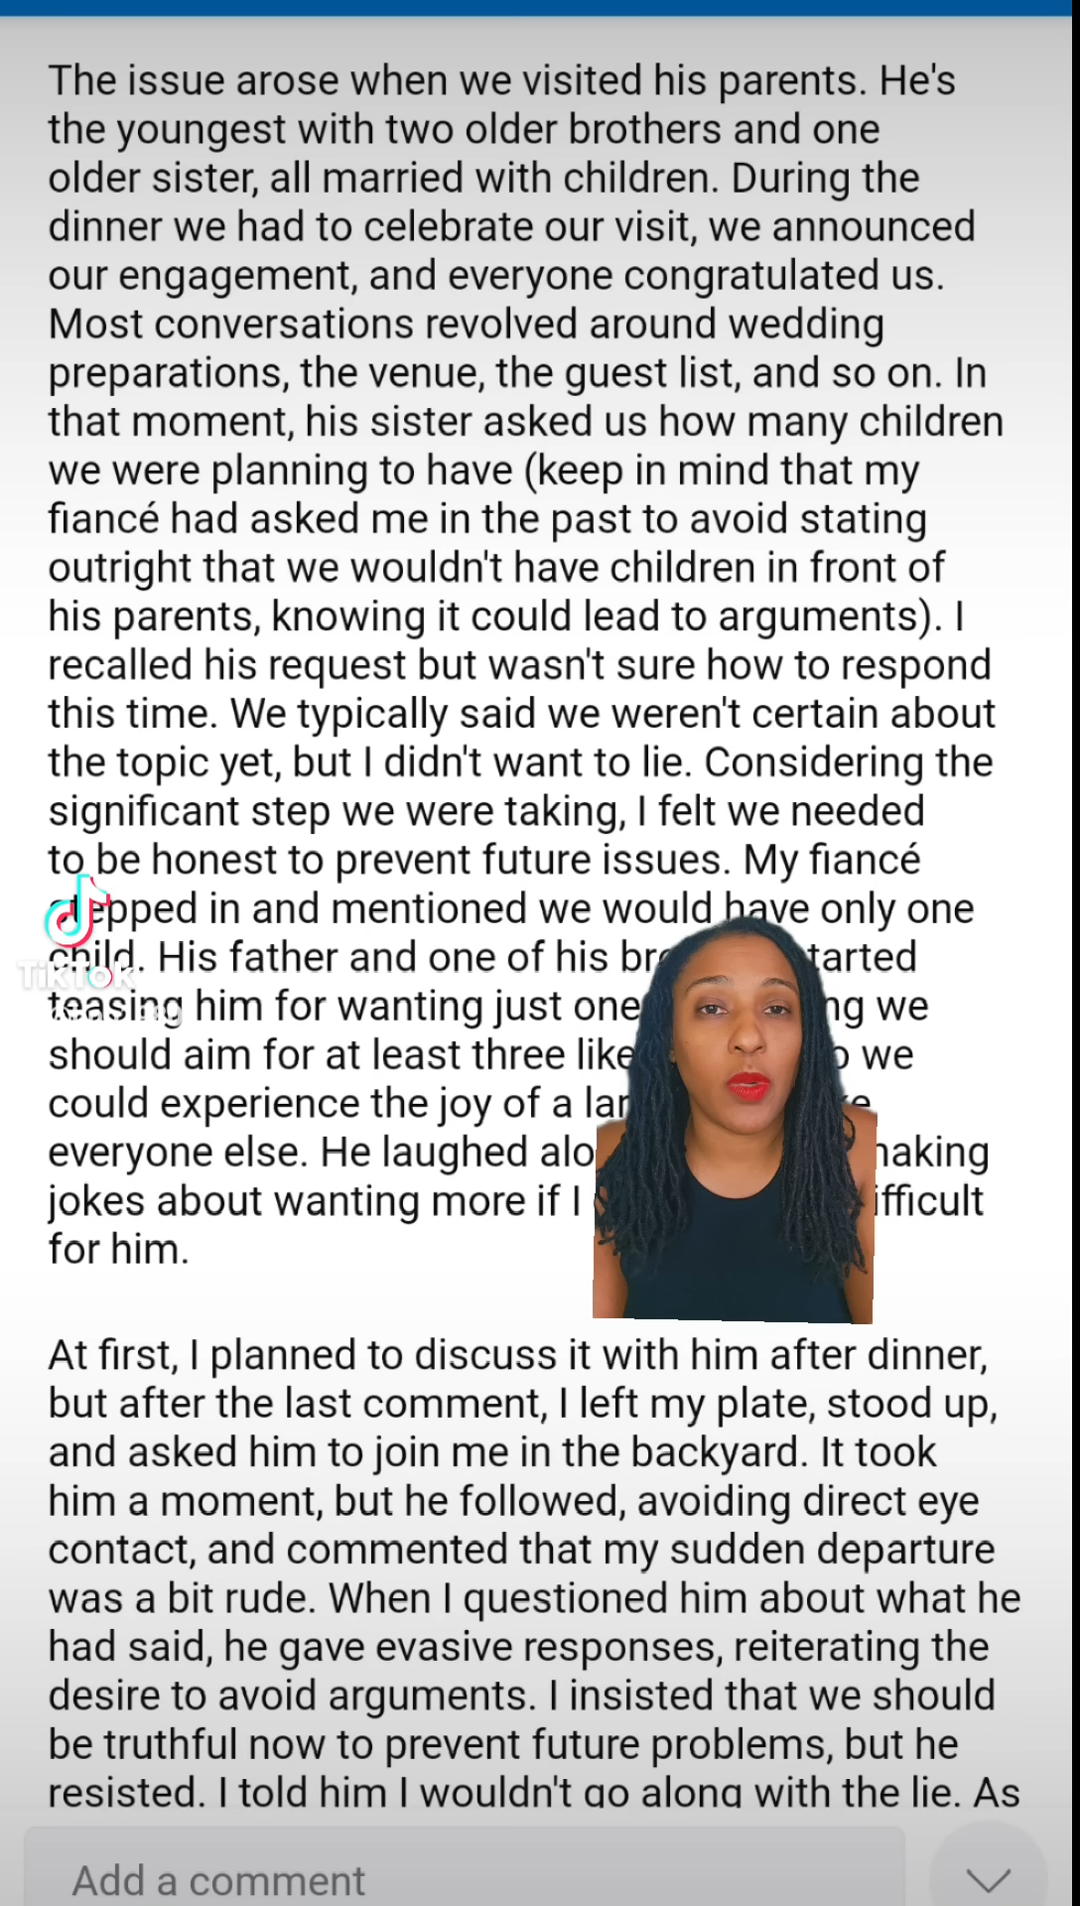 The issue arose when we visited his parents. He's
the youngest with two older brothers and one
older sister, all married with children. During the
dinner we had to celebrate our visit, we announced
our engagement, and everyone congratulated us.
Most conversations revolved around wedding
preparations, the venue, the guest list, and so on. In
that moment, his sister asked us how many children
we were planning to have (keep in mind that my
fiancé had asked me in the past to avoid stating
outright that we wouldn't have children in front of
his parents, knowing it could lead to arguments). I
recalled his request but wasn't sure how to respond
this time. We typically said we weren't certain about
the topic yet, but I didn't want to lie. Considering the
significant step we were taking, I felt we needed
to be honest to prevent future issues. My fiancé
stepped in and mentioned we would have only one
child. His father and one of his started
teasing him for wanting just one we
should aim for at least three like we
could experience the joy of a
everyone else. He laughed making
jokes about wanting more if I difficult
for him.
At first, I planned to discuss it with him after dinner,
but after the last comment, I left my plate, stood up,
and asked him to join me in the backyard. It took
him a moment, but he followed, avoiding direct eye
contact, and commented that my sudden departure
was a bit rude. When I questioned him about what he
had said, he gave evasive responses, reiterating the
desire to avoid arguments. I insisted that we should
be truthful now to prevent future problems, but he
resisted. I told him I wouldn't go along with the lie. As
Add a comment
TikTok